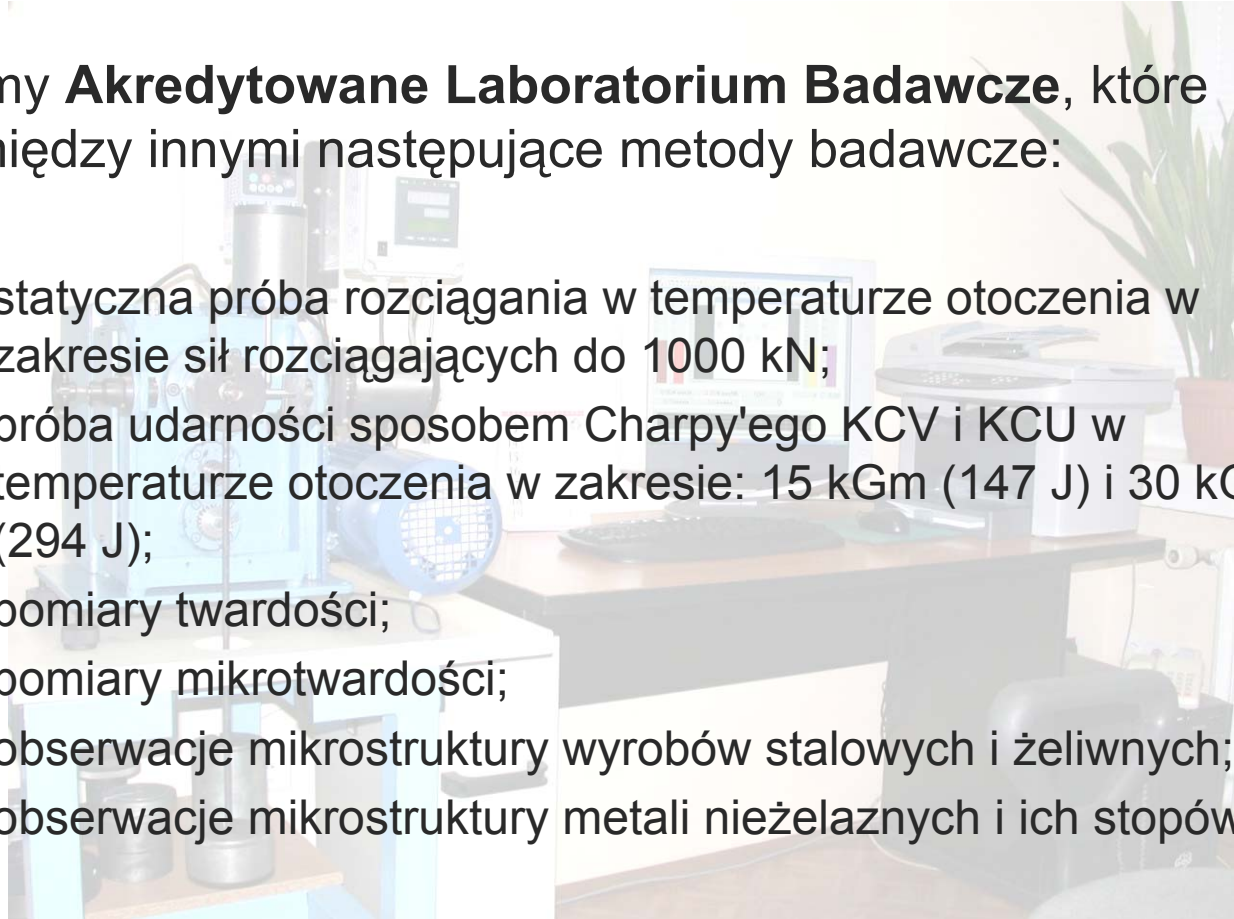 my Akredytowane Laboratorium Badawcze, które
między innymi następujące metody badawcze:
statyczna próba rozciągania w temperaturze otoczenia w
zakresie sił rozciągających do 1000 kN;
próba udarności sposobem Charpy'ego KCV i KCU w
temperaturze otoczenia w zakresie: 15 kGm (147 J) i 30 kG
(294 J);
pomiary twardości;
pomiary mikrotwardości;
obserwacje mikrostruktury wyrobów stalowych i żeliwnych;
obserwacje mikrostruktury metali nieżelaznych i ich stopów